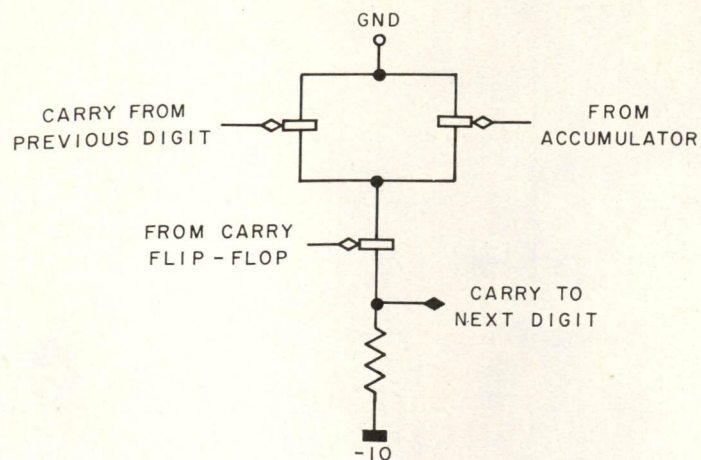 GND
CARRY FROM
PREVIOUS DIGIT
FROM
ACCUMULATOR
FROM CARRY
FLIP-FLOP
CARRY TO
NEXT DIGIT
-10